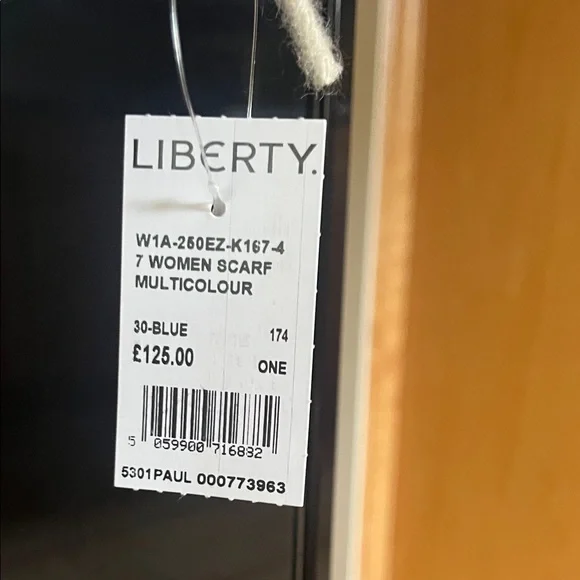 LIBERTY.
W1A-250EZ-K167-4
7 WOMEN SCARF
MULTICOLOUR
30-BLUE 174
£125.00 ONE
5 059900 716882
5301PAUL 000773963